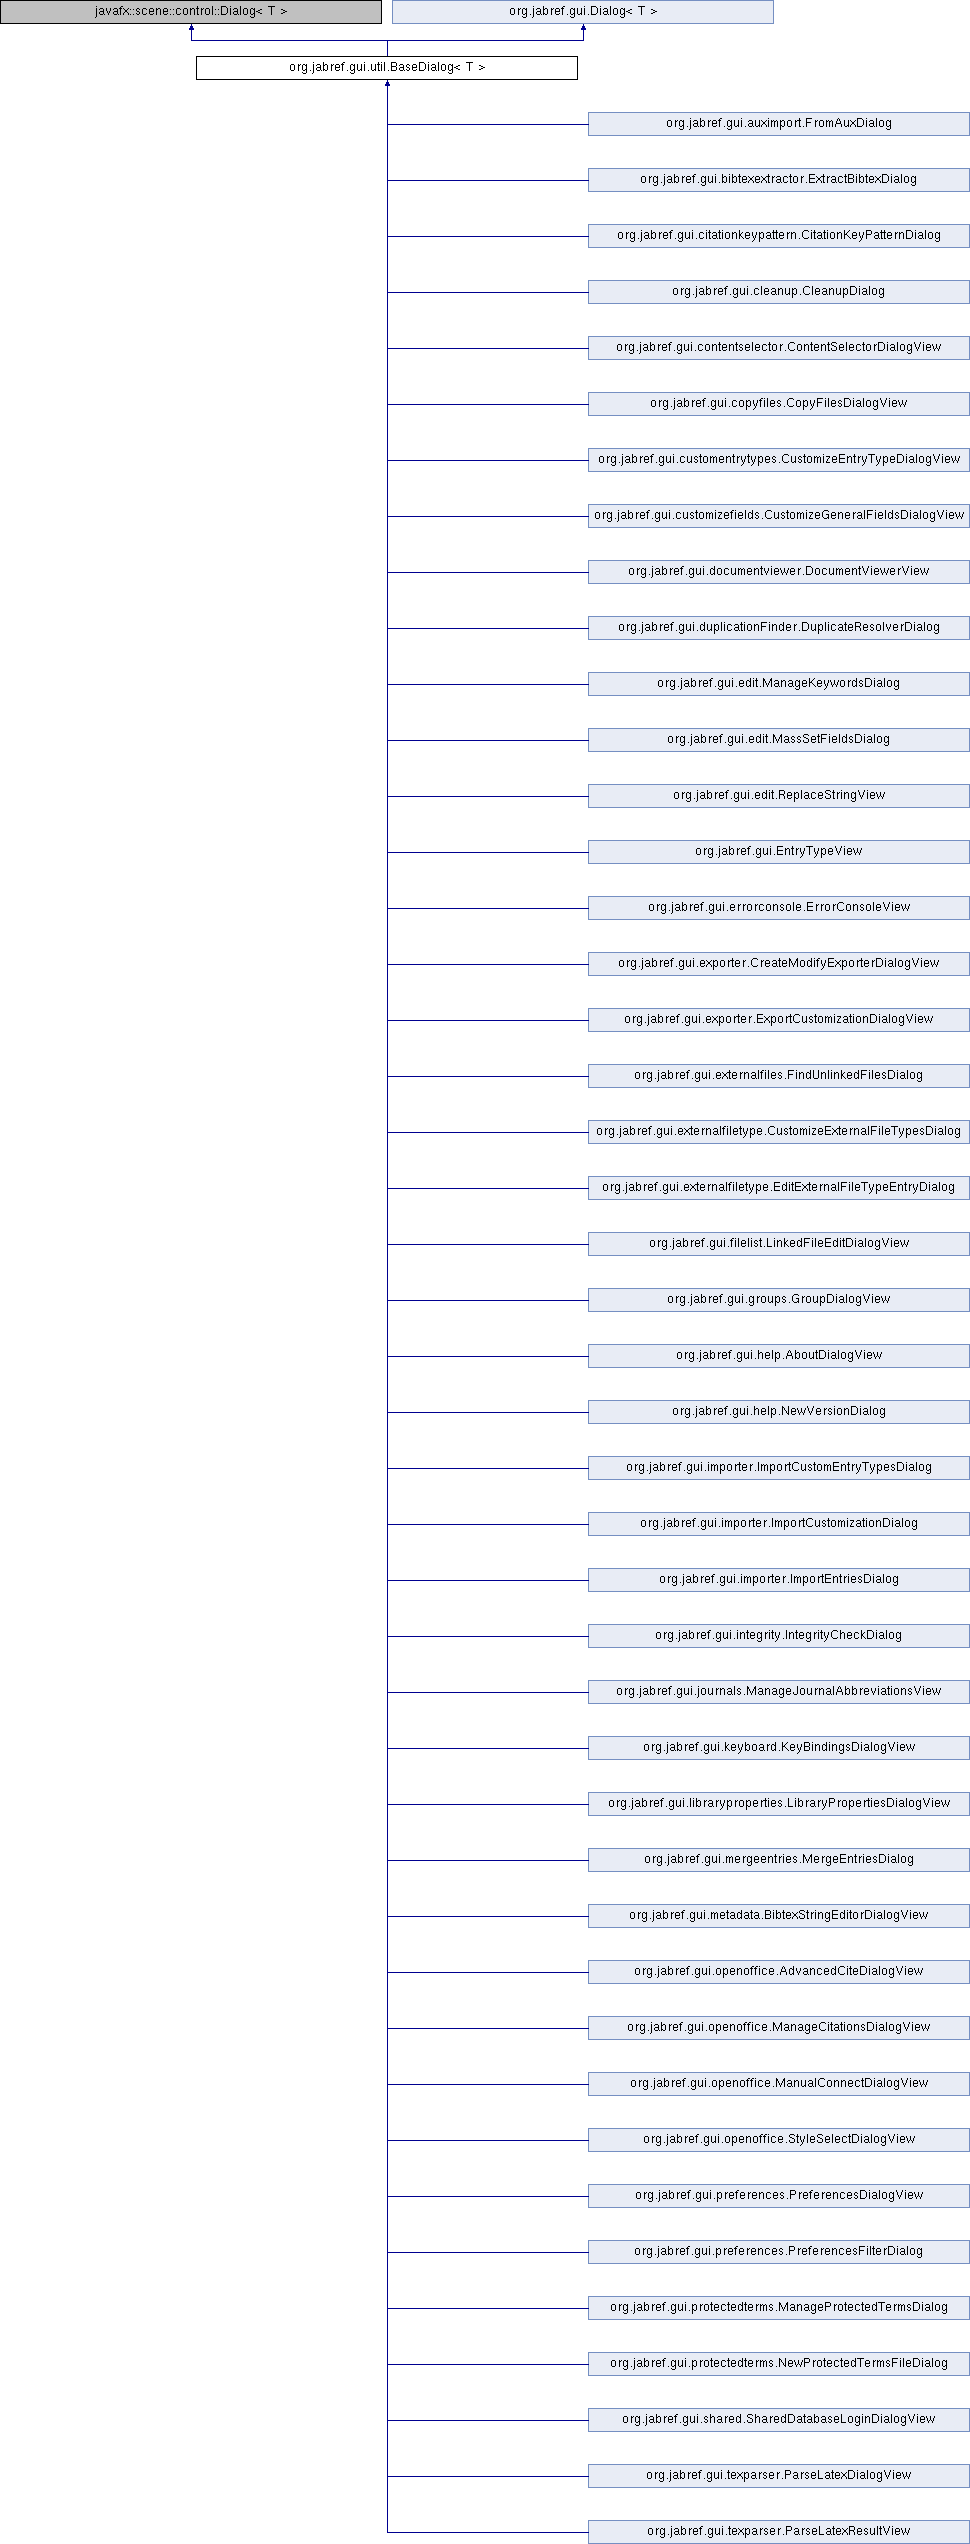 javafx::scene::control::Dialog< T >
org.jabref.gui.Dialog< T >
org.jabref.gui.util.BaseDialog< T >
org.jabref.gui.auximport.FromAuxDialog
org.jabref.gui.bibtexextractor.ExtractBibtexDialog
org.jabref.gui.citationkeypattern.CitationKeyPatternDialog
org.jabref.gui.cleanup.CleanupDialog
org.jabref.gui.contentselector.ContentSelectorDialogView
org.jabref.gui.copyfiles.CopyFilesDialogView
org.jabref.gui.customentrytypes.CustomizeEntryTypeDialogView
org.jabref.gui.customizefields.CustomizeGeneralFieldsDialogView
org.jabref.gui.documentviewer.DocumentViewerView
org.jabref.gui.duplicationFinder.DuplicateResolverDialog
org.jabref.gui.edit.ManageKeywordsDialog
org.jabref.gui.edit.MassSetFieldsDialog
org.jabref.gui.edit.ReplaceStringView
org.jabref.gui.EntryTypeView
org.jabref.gui.errorconsole.ErrorConsoleView
org.jabref.gui.exporter.CreateModifyExporterDialogView
org.jabref.gui.exporter.ExportCustomizationDialogView
org.jabref.gui.externalfiles.FindUnlinkedFilesDialog
org.jabref.gui.externalfiletype.CustomizeExternalFileTypesDialog
org.jabref.gui.externalfiletype.EditExternalFileTypeEntryDialog
org.jabref.gui.filelist.LinkedFileEditDialogView
org.jabref.gui.groups.GroupDialogView
org.jabref.gui.help.AboutDialogView
org.jabref.gui.help.NewVersionDialog
org.jabref.gui.importer.ImportCustomEntryTypesDialog
org.jabref.gui.importer.ImportCustomizationDialog
org.jabref.gui.importer.ImportEntriesDialog
org.jabref.gui.integrity.IntegrityCheckDialog
org.jabref.gui.journals.ManageJournalAbbreviationsView
org.jabref.gui.keyboard.KeyBindingsDialogView
org.jabref.gui.libraryproperties.LibraryPropertiesDialogView
org.jabref.gui.mergeentries.MergeEntriesDialog
org.jabref.gui.metadata.BibtexStringEditorDialogView
org.jabref.gui.openoffice.AdvancedCiteDialogView
org.jabref.gui.openoffice.ManageCitationsDialogView
org.jabref.gui.openoffice.ManualConnectDialogView
org.jabref.gui.openoffice.StyleSelectDialogView
org.jabref.gui.preferences.PreferencesDialogView
org.jabref.gui.preferences.PreferencesFilterDialog
org.jabref.gui.protectedterms.ManageProtectedTermsDialog
org.jabref.gui.protectedterms.NewProtectedTermsFileDialog
org.jabref.gui.shared.SharedDatabaseLoginDialogView
org.jabref.gui.texparser.ParseLatexDialogView
org.jabref.gui.texparser.ParseLatexResultView